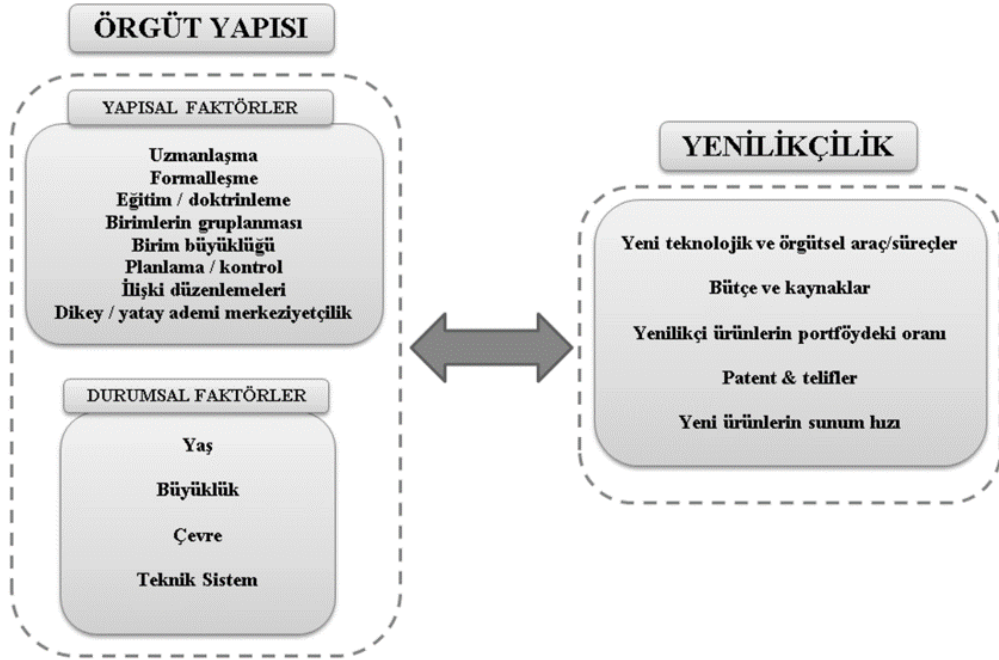 ÖRGÜT YAPISI
YAPISAL FAKTÖRLER
Uzmanlaşma
Formalleşme
Eğitim / doktrinleme
Birimlerin gruplanması
Birim büyüklüğü
Planlama / kontrol
İlişki düzenlemeleri
Dikey / yatay ademi merkeziyetçilik
DURUMSAL FAKTÖRLER
Yaş
Büyüklük
Çevre
Teknik Sistem
YENİLİKÇİLİK
Yeni teknolojik ve örgütsel araç/süreçler
Bütçe ve kaynaklar
Yenilikçi ürünlerin portföydeki oranı
Patent & telifler
Yeni ürünlerin sunum hızı